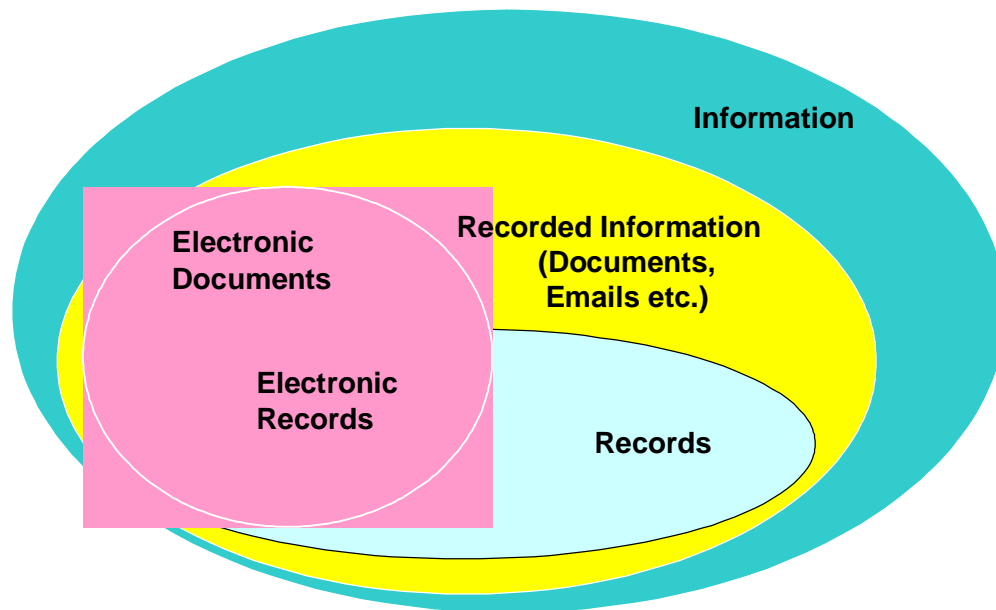 Information
Recorded Information
(Documents,
Emails etc.)
Electronic
Documents
Electronic
Records
Records